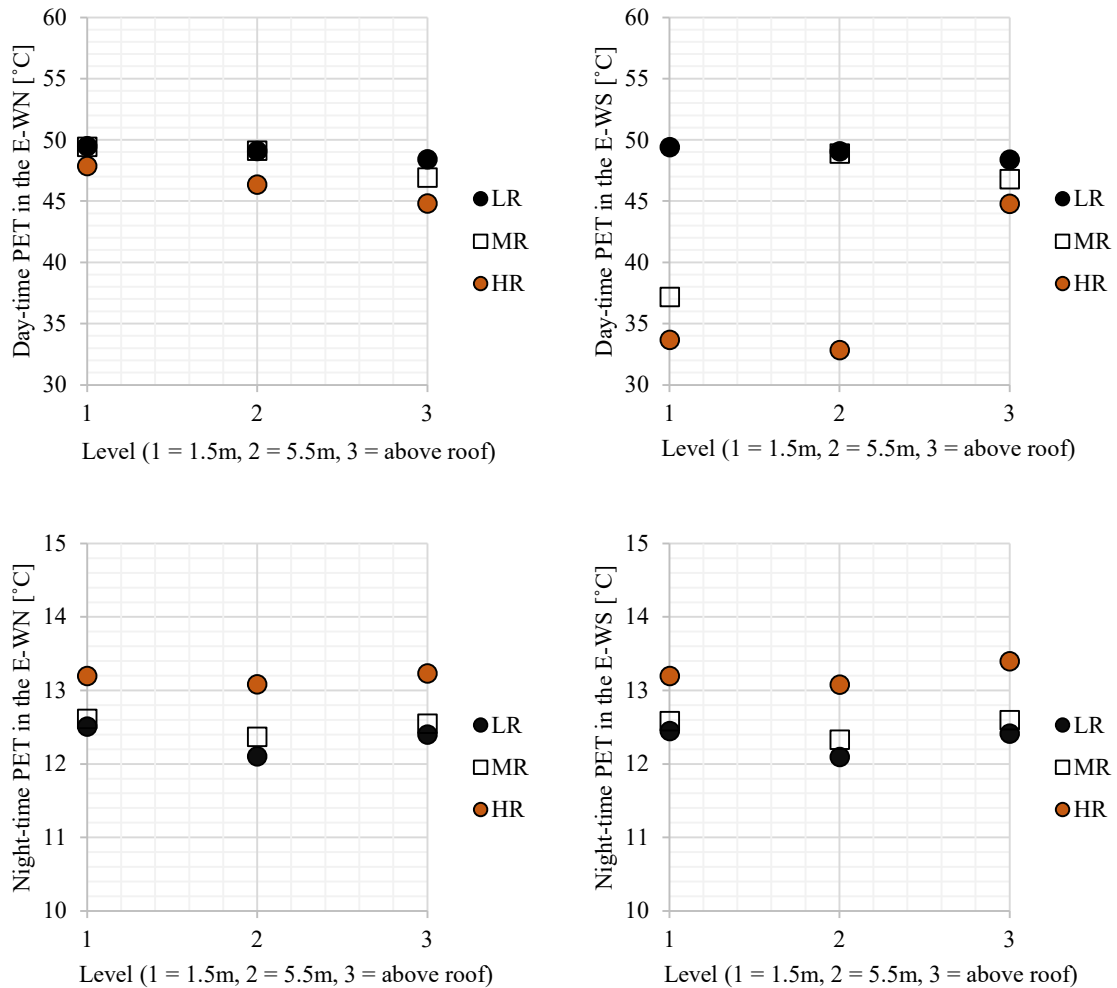 Day-time PET in the E-WN [˚C]
60
55
50
45
40
35
30
1
2
3
Level (1 = 1.5m, 2 = 5.5m, 3 = above roof)
LR
MR
HR
Day-time PET in the E-WS [˚C]
60
55
50
45
40
35
30
1
2
3
Level (1 = 1.5m, 2 = 5.5m, 3 = above roof)
LR
MR
HR
Night-time PET in the E-WN [˚C]
15
14
13
12
11
10
1
2
3
Level (1 = 1.5m, 2 = 5.5m, 3 = above roof)
LR
MR
HR
Night-time PET in the E-WS [˚C]
15
14
13
12
11
10
1
2
3
Level (1 = 1.5m, 2 = 5.5m, 3 = above roof)
LR
MR
HR